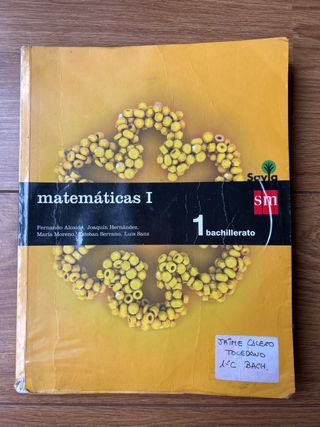 Savia
sm
matemáticas I
Fernando Alcaide, Joaquín Hernández,
María Moreno, Esteban Serrano, Luis Sanz
1 bachillerato
JAIME CALERO
TOLEDANO
1º C BACH.